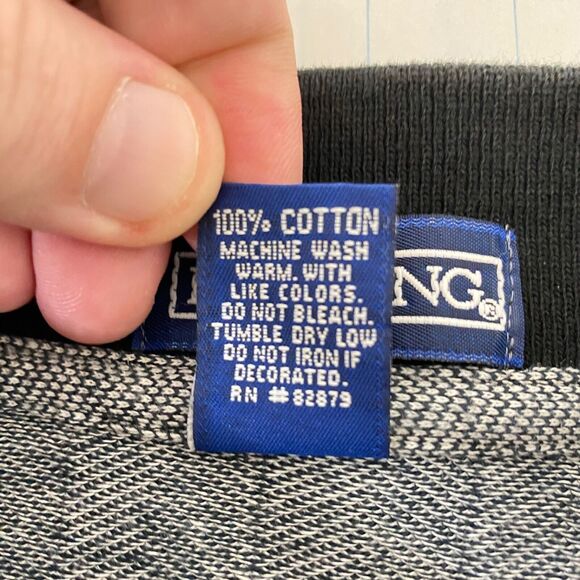 100% COTTON
MACHINE WASH
WARM. WITH
LIKE COLORS.
DO NOT BLEACH.
TUMBLE DRY LOW
DO NOT IRON IF
DECORATED.
RN #82879
NG®